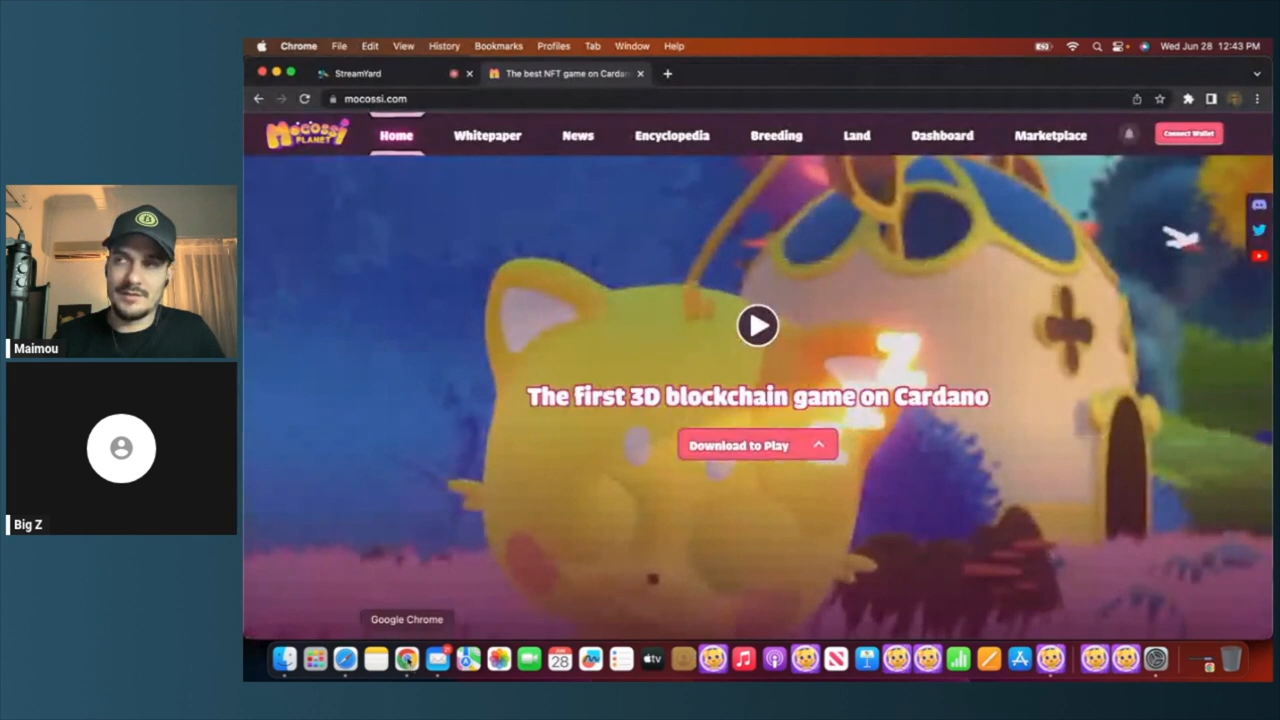 Chrome File Edit View History Bookmarks Profiles Tab Window Help Wed Jun 28 12:43 PM
StreamYard The best NFT game on Carda
mocossi.com
MOCOSSI
PLANET
Home Whitepaper News Encyclopedia Breeding Land Dashboard Marketplace Connect Wallet
The first 3D blockchain game on Cardano
Download to Play
Maimou
Big Z
Google Chrome
28
tv